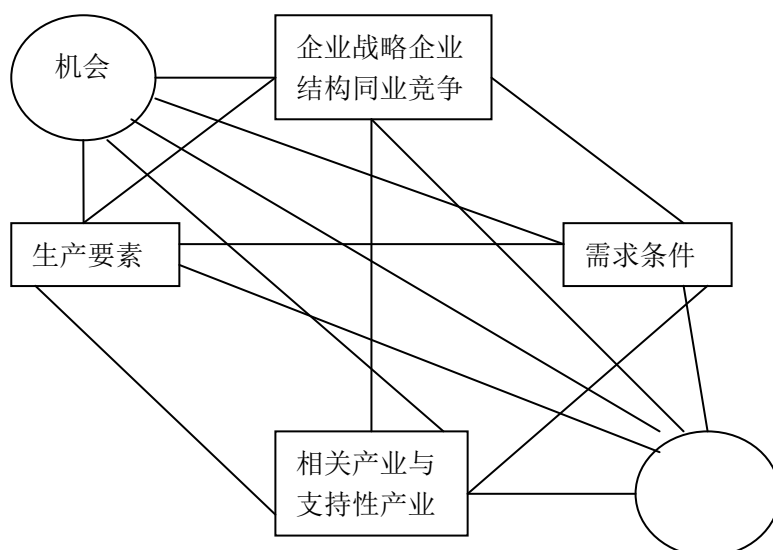 机会
企业战略企业
结构同业竞争
生产要素
需求条件
相关产业与
支持性产业